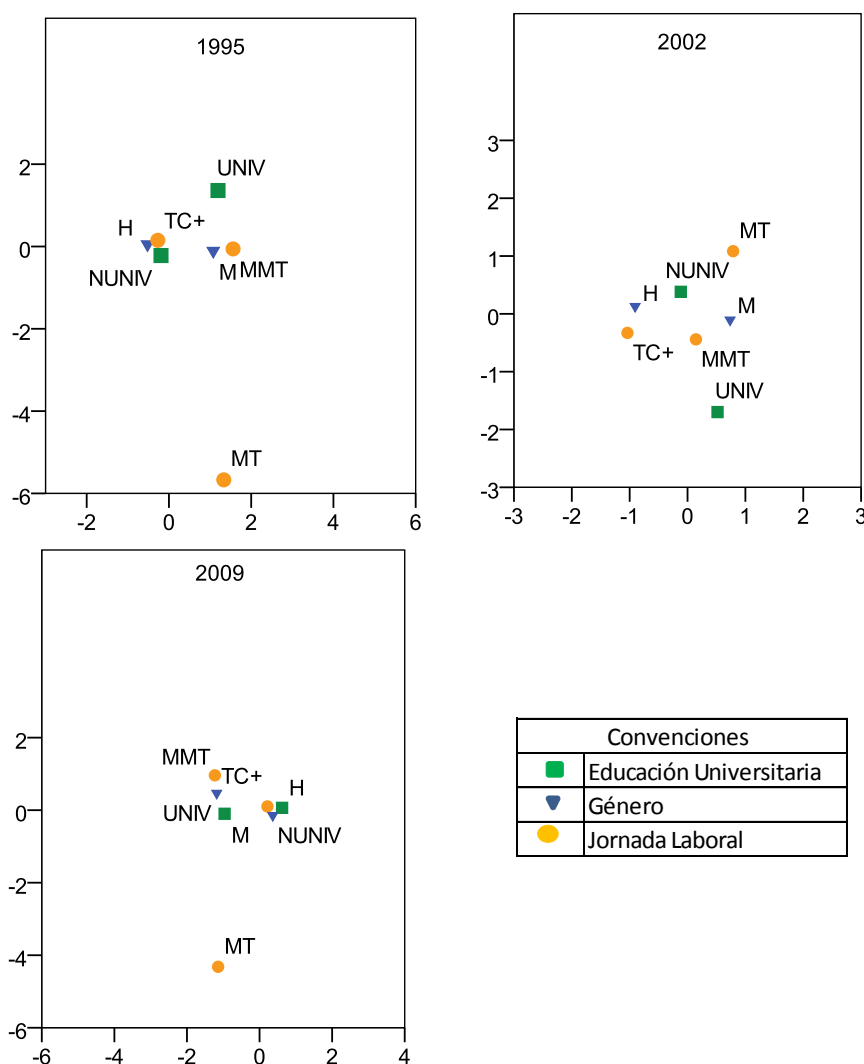 1995
2
0
-2
-4
-6
UNIV
H
TC+
NUNIV
M
MMT
MT
-2
0
2
4
6
2002
3
2
1
0
-1
-2
-3
MT
NUNIV
H
M
TC+
MMT
UNIV
-3
-2
-1
0
1
2
3
2009
2
0
-2
-4
-6
MMT
TC+
H
UNIV
M
NUNIV
MT
-6
-4
-2
0
2
4
Convenciones
Educación Universitaria
Género
Jornada Laboral